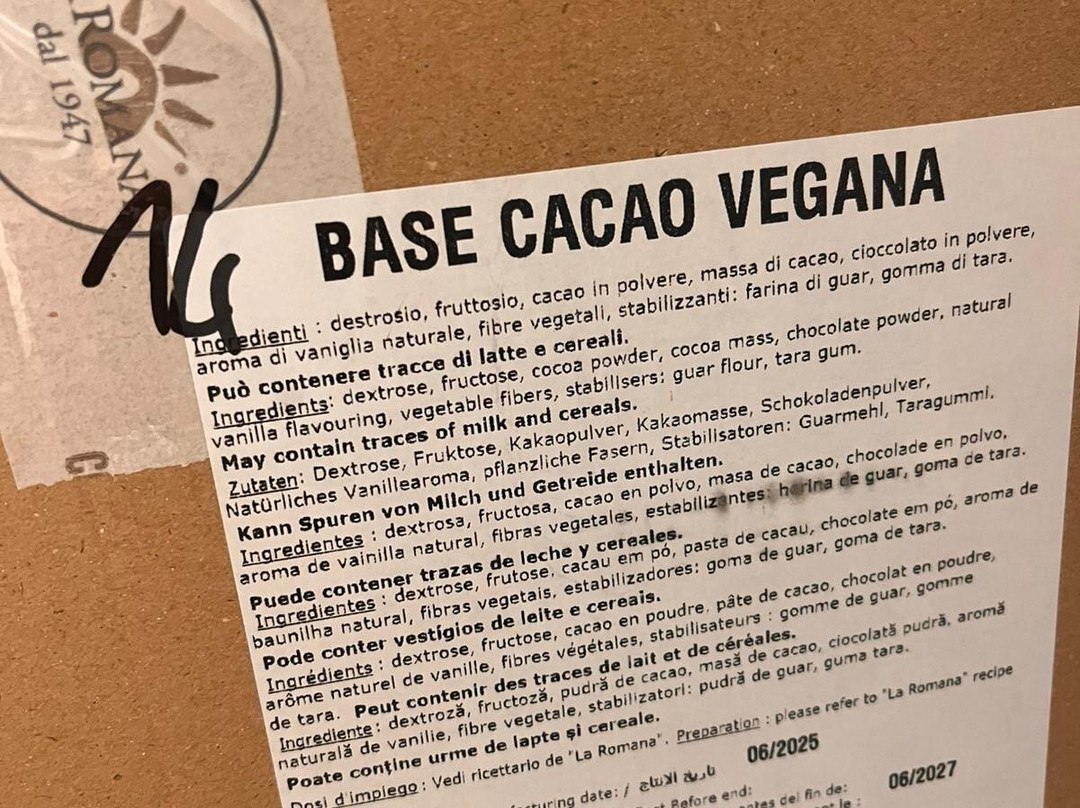 ROMANA
dal 1947
14
BASE CACAO VEGANA
Ingredienti : destrosio, fruttosio, cacao in polvere, massa di cacao, cioccolato in polvere,
aroma di vaniglia naturale, fibre vegetali, stabilizzanti: farina di guar, gomma di tara.
Può contenere tracce di latte e cereali.
Ingredients: dextrose, fructose, cocoa powder, cocoa mass, chocolate powder, natural
vanilla flavouring, vegetable fibers, stabilisers: guar flour, tara gum.
May contain traces of milk and cereals.
Zutaten: Dextrose, Fruktose, Kakaopulver, Kakaomasse, Schokoladenpulver,
Natürliches Vanillearoma, pflanzliche Fasern, Stabilisatoren: Guarmehl, Taragummi.
Kann Spuren von Milch und Getreide enthalten.
Ingredientes : dextrosa, fructosa, cacao en polvo, masa de cacao, chocolade en polvo,
aroma de vainilla natural, fibras vegetales, estabilizantes: harina de guar, goma de tara.
Puede contener trazas de leche y cereales.
Ingredientes : dextrose, frutose, cacau em pó, pasta de cacau, chocolate em pó, aroma de
baunilha natural, fibras vegetais, estabilizadores: goma de guar, goma de tara.
Pode conter vestígios de leite e cereais.
Ingrédients : dextrose, fructose, cacao en poudre, pâte de cacao, chocolat en poudre,
arôme naturel de vanille, fibres végétales, stabilisateurs : gomme de guar, gomme
de tara. Peut contenir des traces de lait et de céréales.
Ingrediente: dextroză, fructoză, pudră de cacao, masă de cacao, ciocolată pudră, aromă
naturală de vanilie, fibre vegetale, stabilizatori: pudră de guar, guma tara.
Poate conține urme de lapte și cereale.
Dosi d'impiego : Vedi ricettario de "La Romana". Preparation : please refer to "La Romana" recipe
date: / تاريخ الانتاج 06/2025
Before end: 06/2027
del fin de: